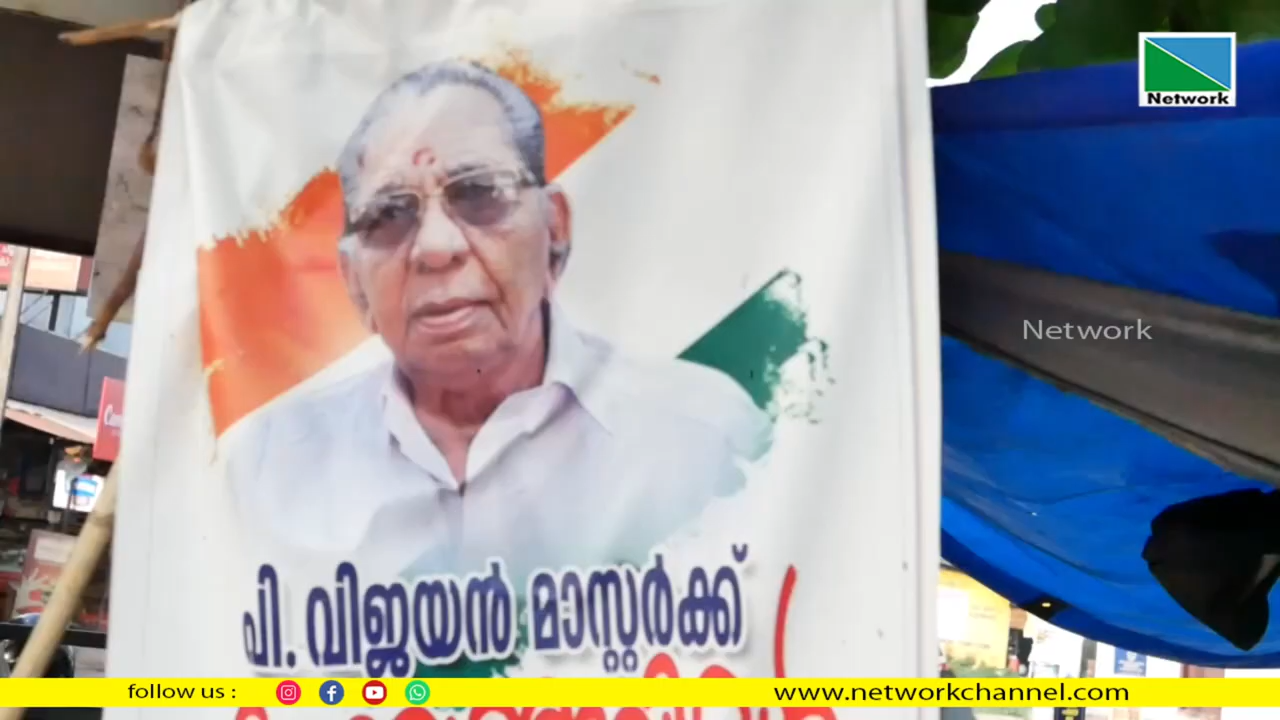 Network
Network
പി. വിജയൻ മാസ്റ്റർക്ക്
follow us :
www.networkchannel.com